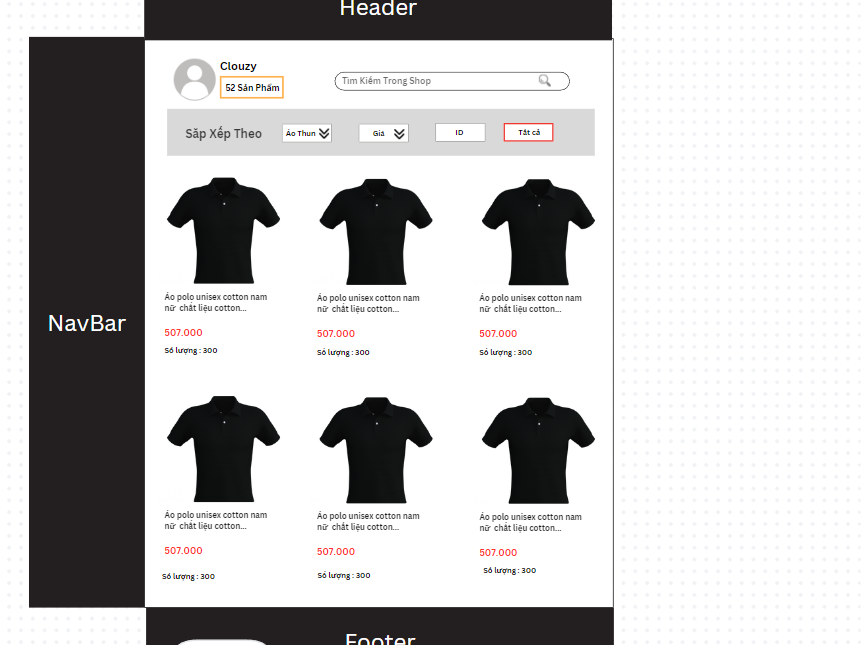 Header
Clouzy
52 Sản Phẩm
Tìm Kiếm Trong Shop
Sắp Xếp Theo
Áo Thun
Giá
ID
Tất cả
NavBar
Áo polo unisex cotton nam
nữ chất liệu cotton...
507.000
Số lượng : 300
Áo polo unisex cotton nam
nữ chất liệu cotton...
507.000
Số lượng : 300
Áo polo unisex cotton nam
nữ chất liệu cotton...
507.000
Số lượng : 300
Áo polo unisex cotton nam
nữ chất liệu cotton...
507.000
Số lượng : 300
Áo polo unisex cotton nam
nữ chất liệu cotton...
507.000
Số lượng : 300
Áo polo unisex cotton nam
nữ chất liệu cotton...
507.000
Số lượng : 300
Footer